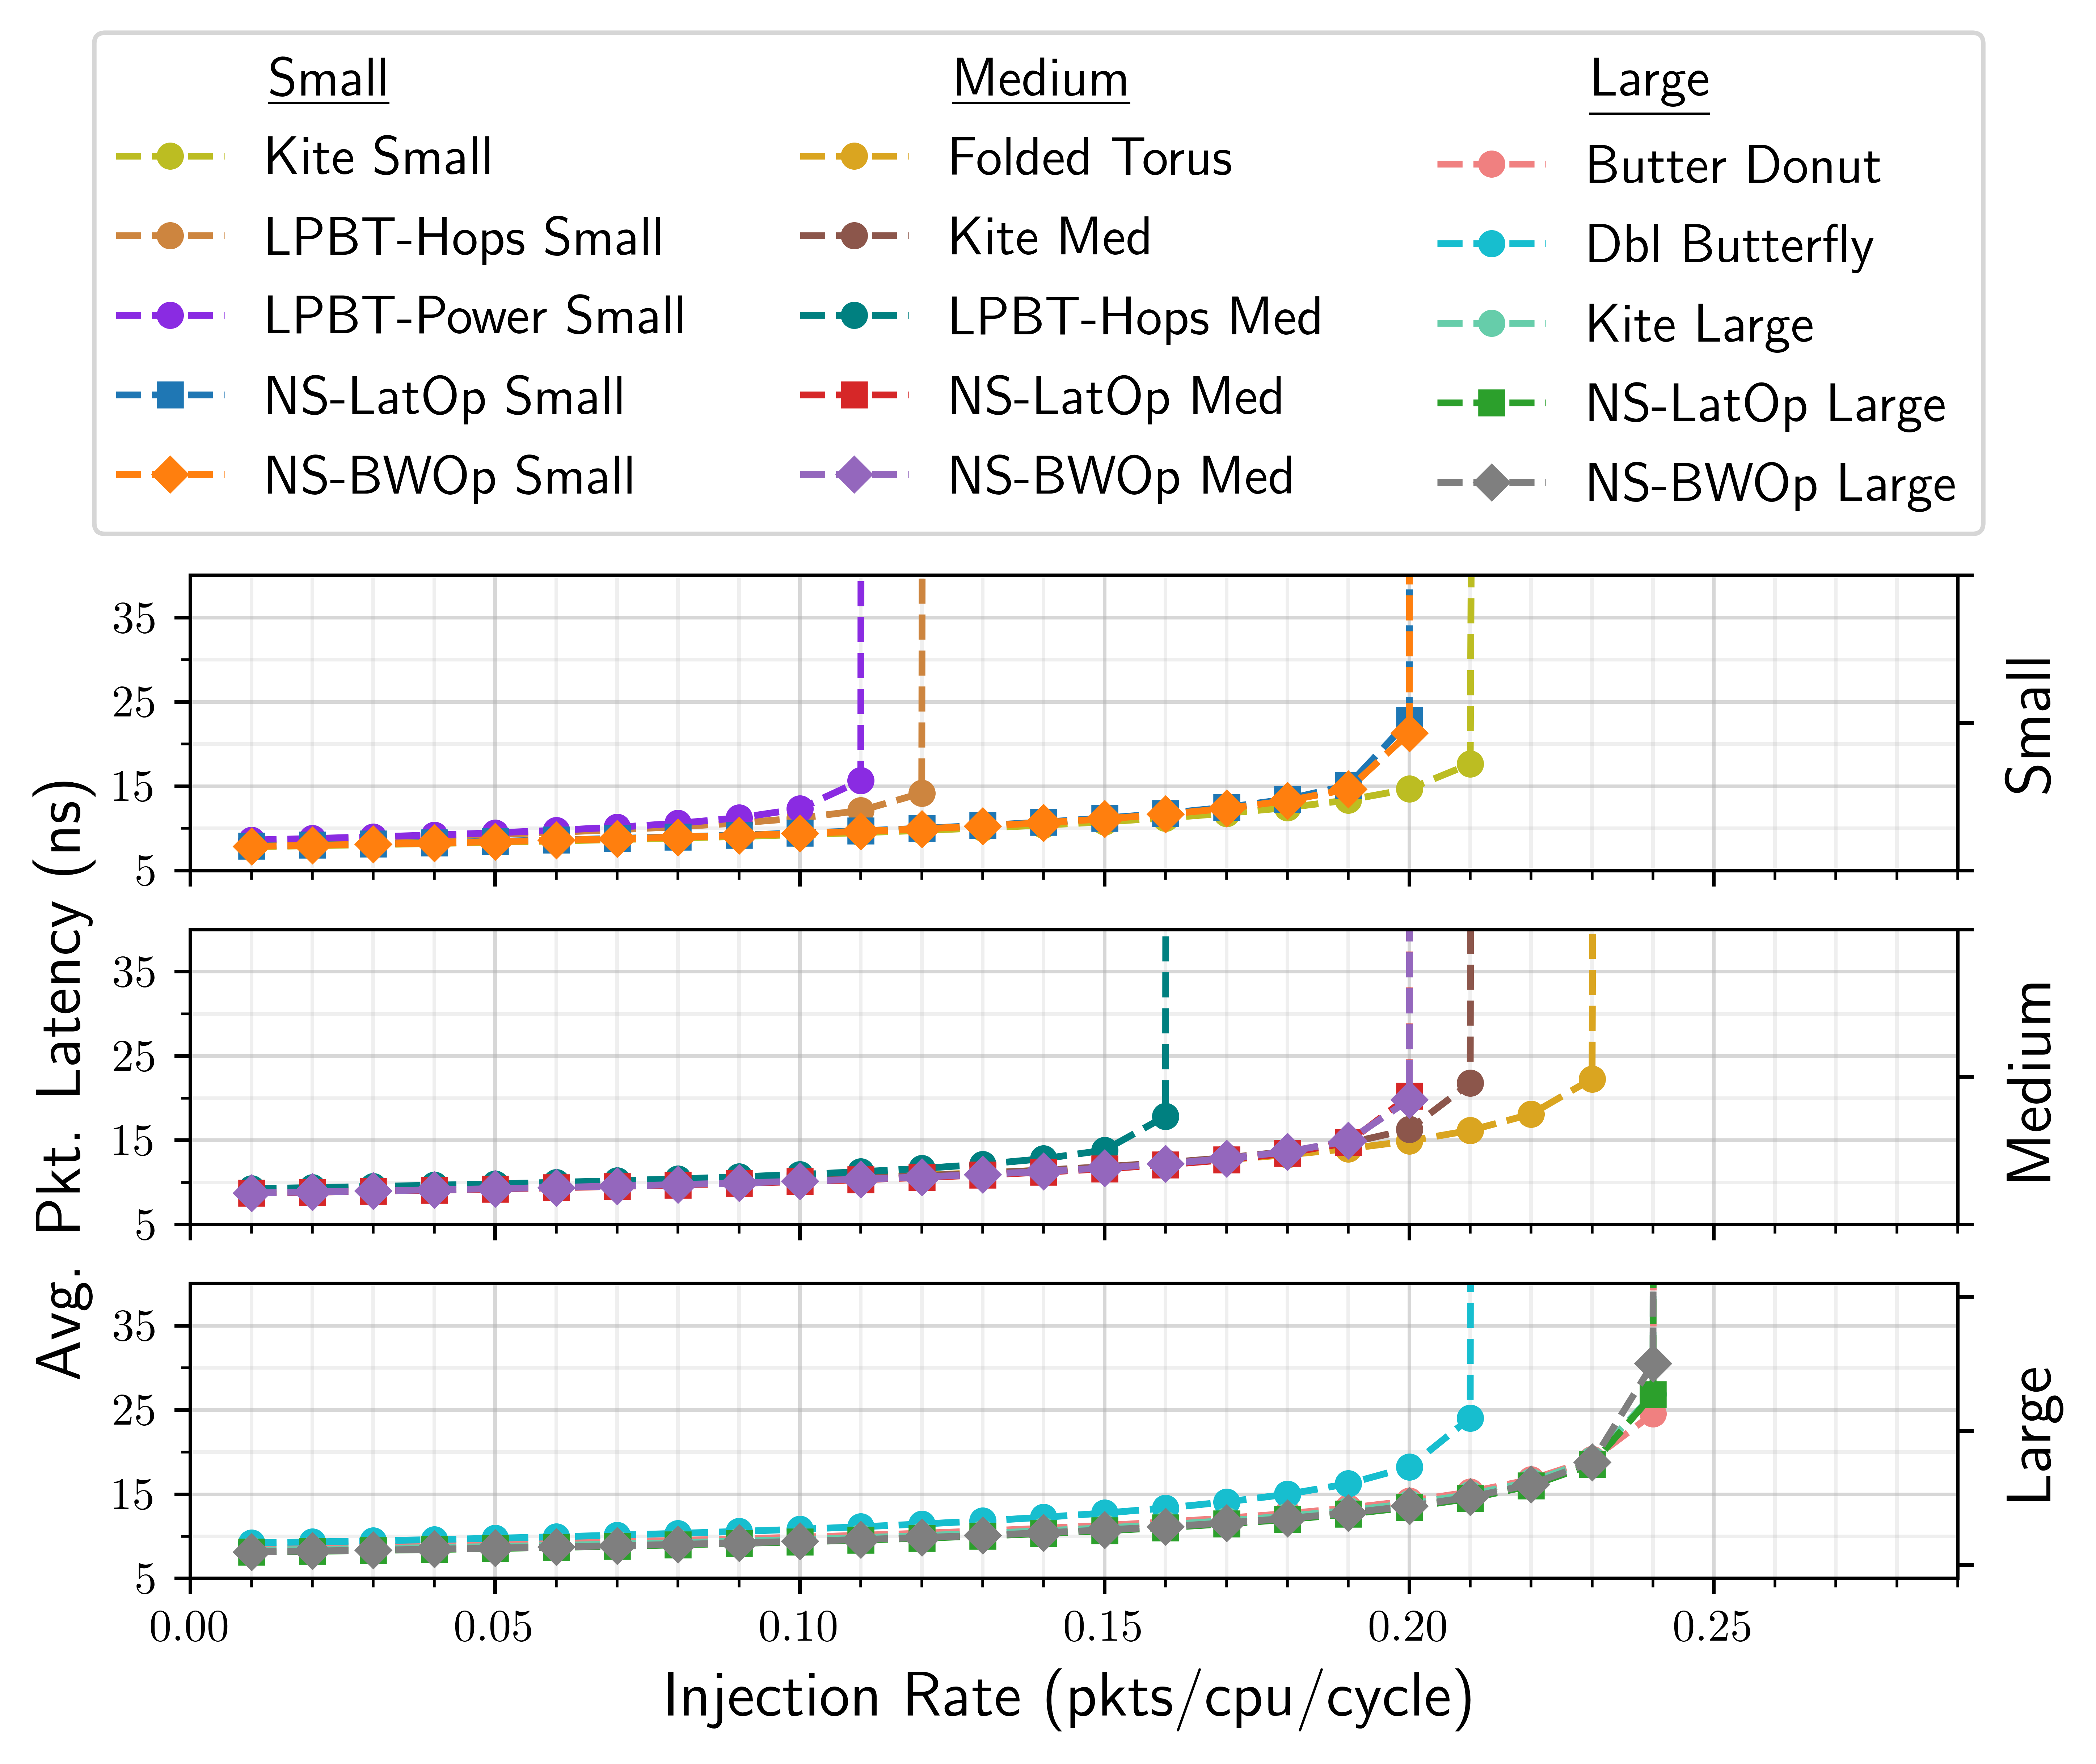 Small
Kite Small
LPBT-Hops Small
LPBT-Power Small
NS-LatOp Small
NS-BWOp Small
Medium
Folded Torus
Kite Med
LPBT-Hops Med
NS-LatOp Med
NS-BWOp Med
Large
Butter Donut
Dbl Butterfly
Kite Large
NS-LatOp Large
NS-BWOp Large
Avg. Pkt. Latency (ns)
35
25
15
5
Small
35
25
15
5
Medium
35
25
15
5
Large
0.00 0.05 0.10 0.15 0.20 0.25
Injection Rate (pkts/cpu/cycle)